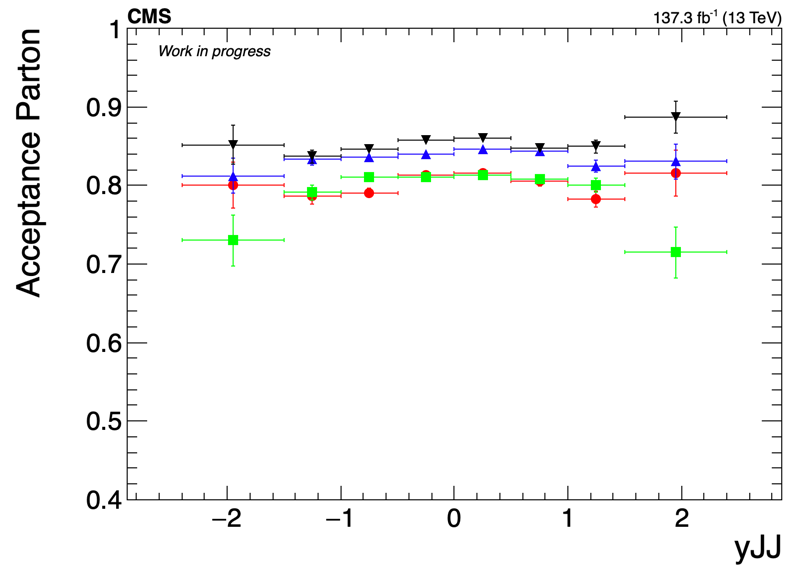 CMS 137.3 fb⁻¹ (13 TeV)
Work in progress
Acceptance Parton
1
0.9
0.8
0.7
0.6
0.5
0.4
−2 −1 0 1 2
yJJ